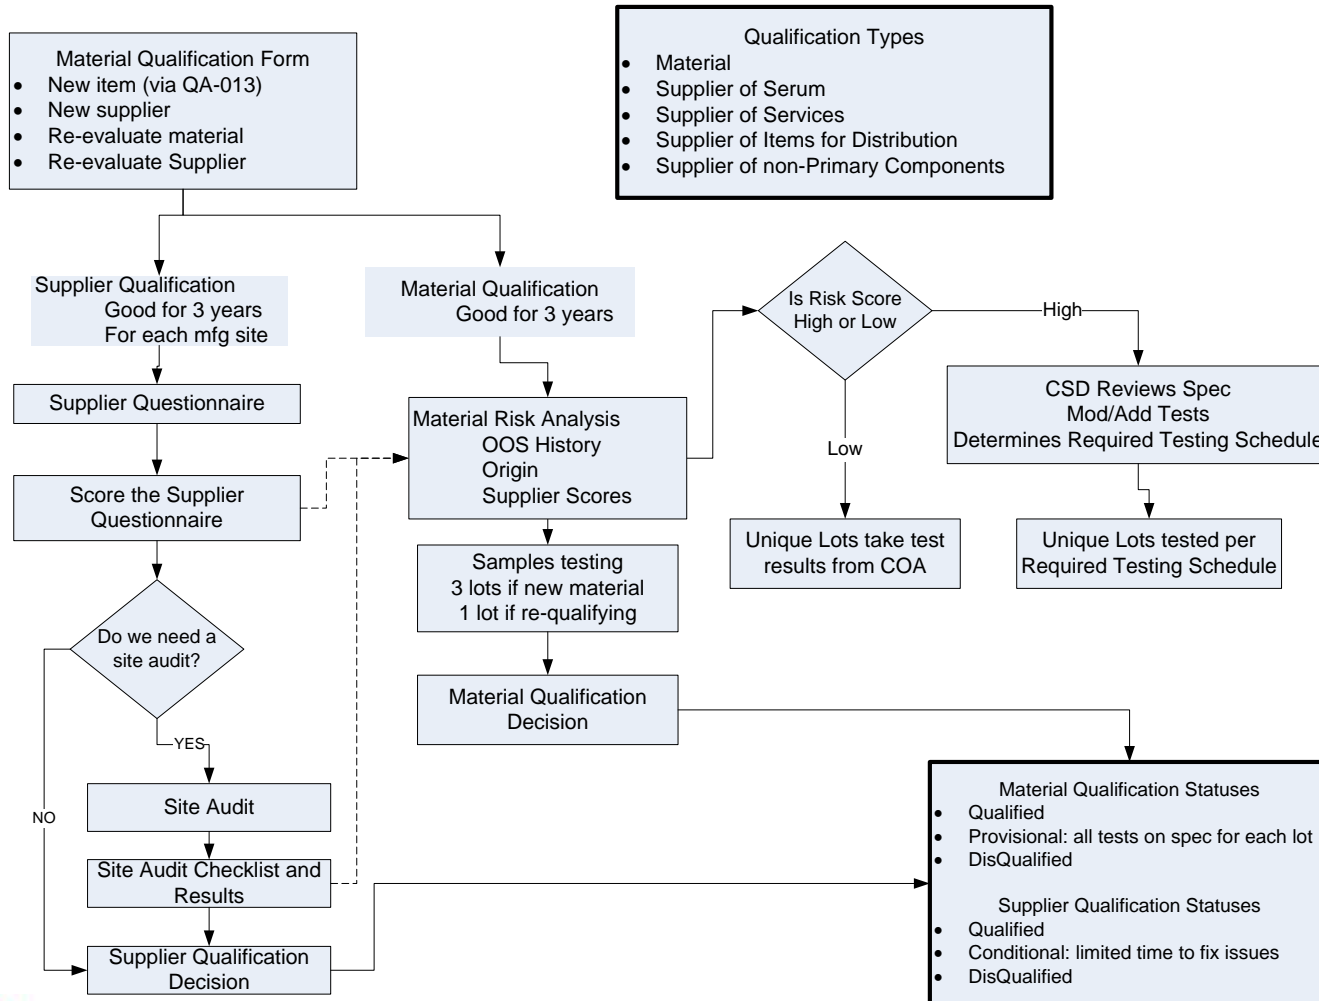 Material Qualification Form
• New item (via QA-013)
• New supplier
• Re-evaluate material
• Re-evaluate Supplier
Qualification Types
• Material
• Supplier of Serum
• Supplier of Services
• Supplier of Items for Distribution
• Supplier of non-Primary Components
Supplier Qualification
Good for 3 years
For each mfg site
Material Qualification
Good for 3 years
Is Risk Score
High or Low
High
Low
CSD Reviews Spec
Mod/Add Tests
Determines Required Testing Schedule
Supplier Questionnaire
Material Risk Analysis
OOS History
Origin
Supplier Scores
Score the Supplier
Questionnaire
Unique Lots take test
results from COA
Unique Lots tested per
Required Testing Schedule
Samples testing
3 lots if new material
1 lot if re-qualifying
Do we need a
site audit?
Material Qualification
Decision
YES
NO
Site Audit
Site Audit Checklist and
Results
Supplier Qualification
Decision
Material Qualification Statuses
• Qualified
• Provisional: all tests on spec for each lot
• DisQualified
Supplier Qualification Statuses
• Qualified
• Conditional: limited time to fix issues
• DisQualified